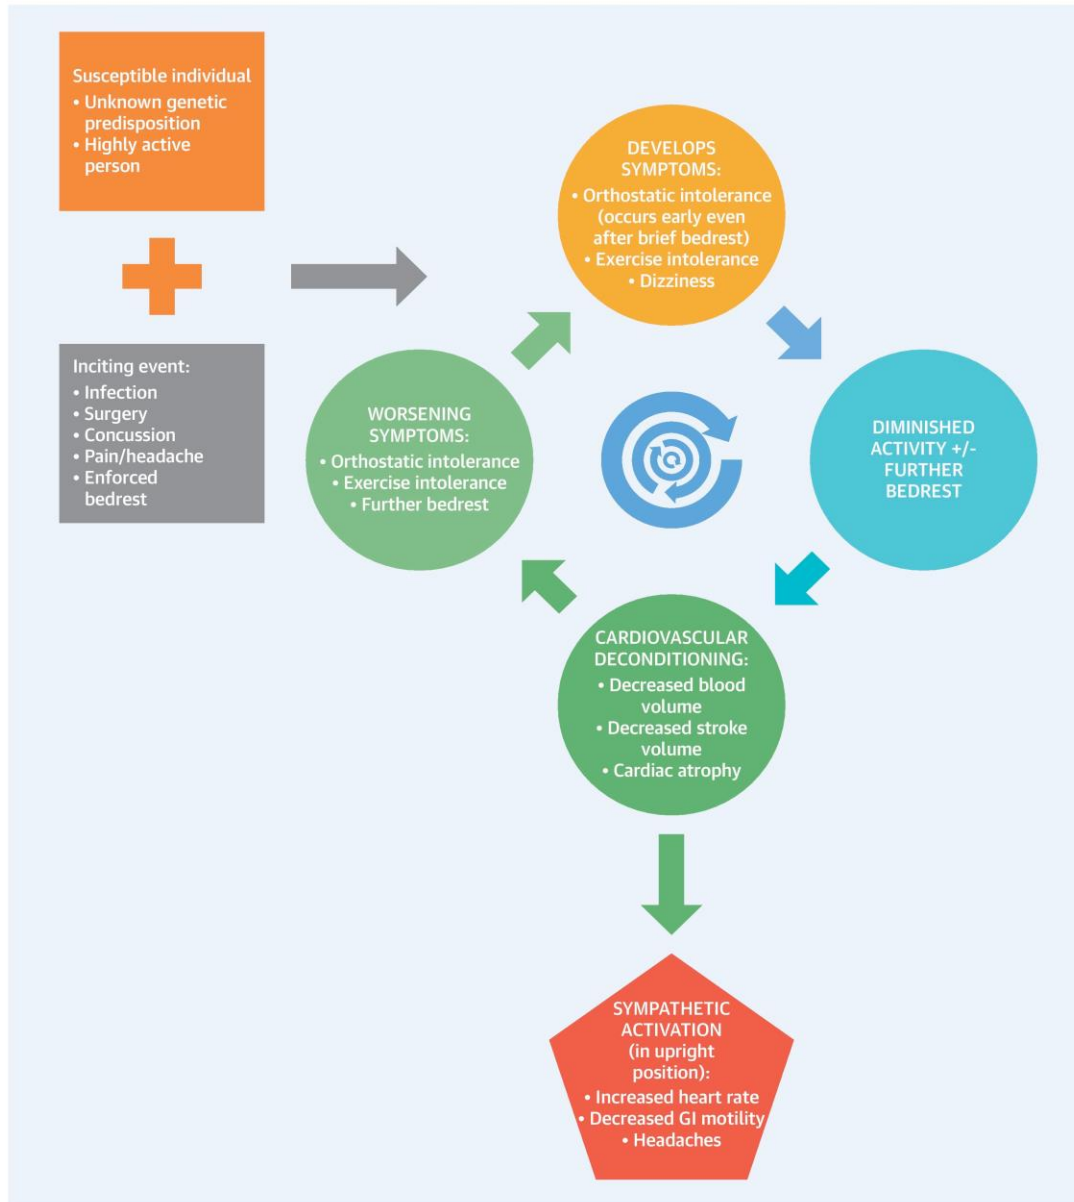 Susceptible individual
• Unknown genetic
predisposition
• Highly active
person
Inciting event:
• Infection
• Surgery
• Concussion
• Pain/headache
• Enforced
bedrest
DEVELOPS
SYMPTOMS:
• Orthostatic intolerance
(occurs early even
after brief bedrest)
• Exercise intolerance
• Dizziness
DIMINISHED
ACTIVITY +/-
FURTHER
BEDREST
CARDIOVASCULAR
DECONDITIONING:
• Decreased blood
volume
• Decreased stroke
volume
• Cardiac atrophy
WORSENING
SYMPTOMS:
• Orthostatic intolerance
• Exercise intolerance
• Further bedrest
SYMPATHETIC
ACTIVATION
(in upright
position):
• Increased heart rate
• Decreased GI motility
• Headaches